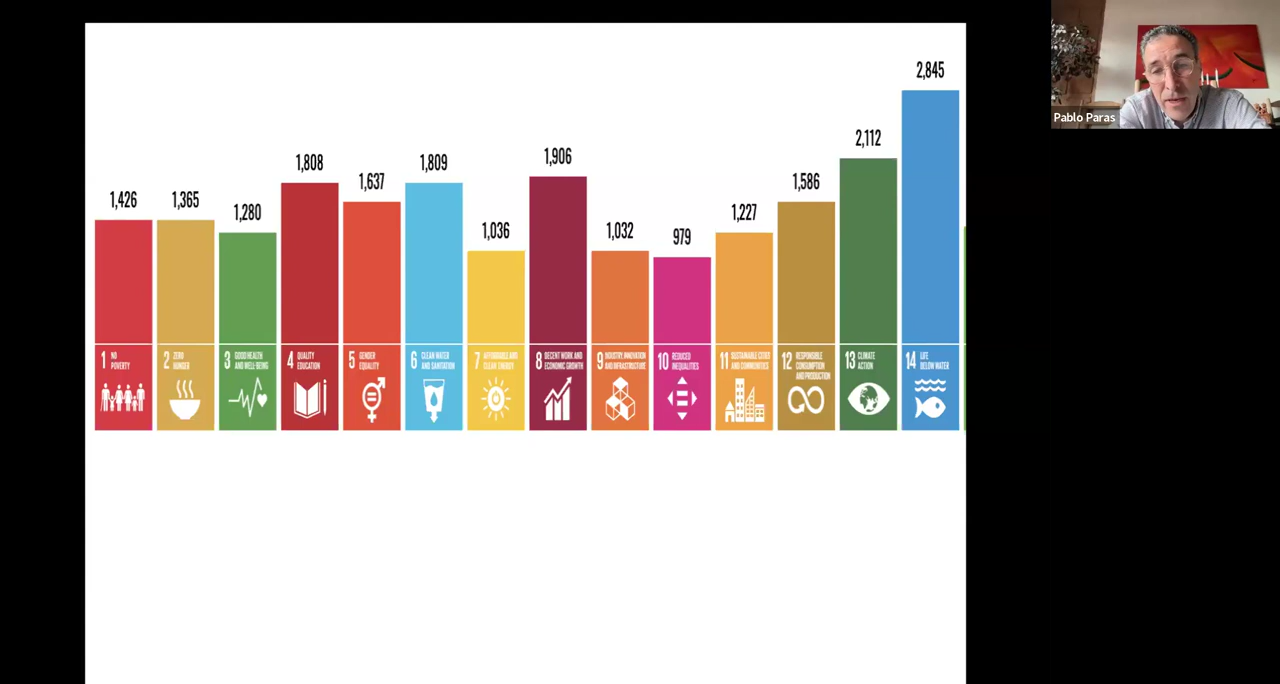 2,845
2,112
1,906
1,808
1,809
1,637
1,586
1,426
1,365
1,280
1,227
1,036
1,032
979
1 NO
POVERTY
2 ZERO
HUNGER
3 GOOD HEALTH
AND WELL-BEING
4 QUALITY
EDUCATION
5 GENDER
EQUALITY
6 CLEAN WATER
AND SANITATION
7 AFFORDABLE AND
CLEAN ENERGY
8 DECENT WORK AND
ECONOMIC GROWTH
9 INDUSTRY, INNOVATION
AND INFRASTRUCTURE
10 REDUCED
INEQUALITIES
11 SUSTAINABLE CITIES
AND COMMUNITIES
12 RESPONSIBLE
CONSUMPTION
AND PRODUCTION
13 CLIMATE
ACTION
14 LIFE
BELOW WATER
Pablo Paras